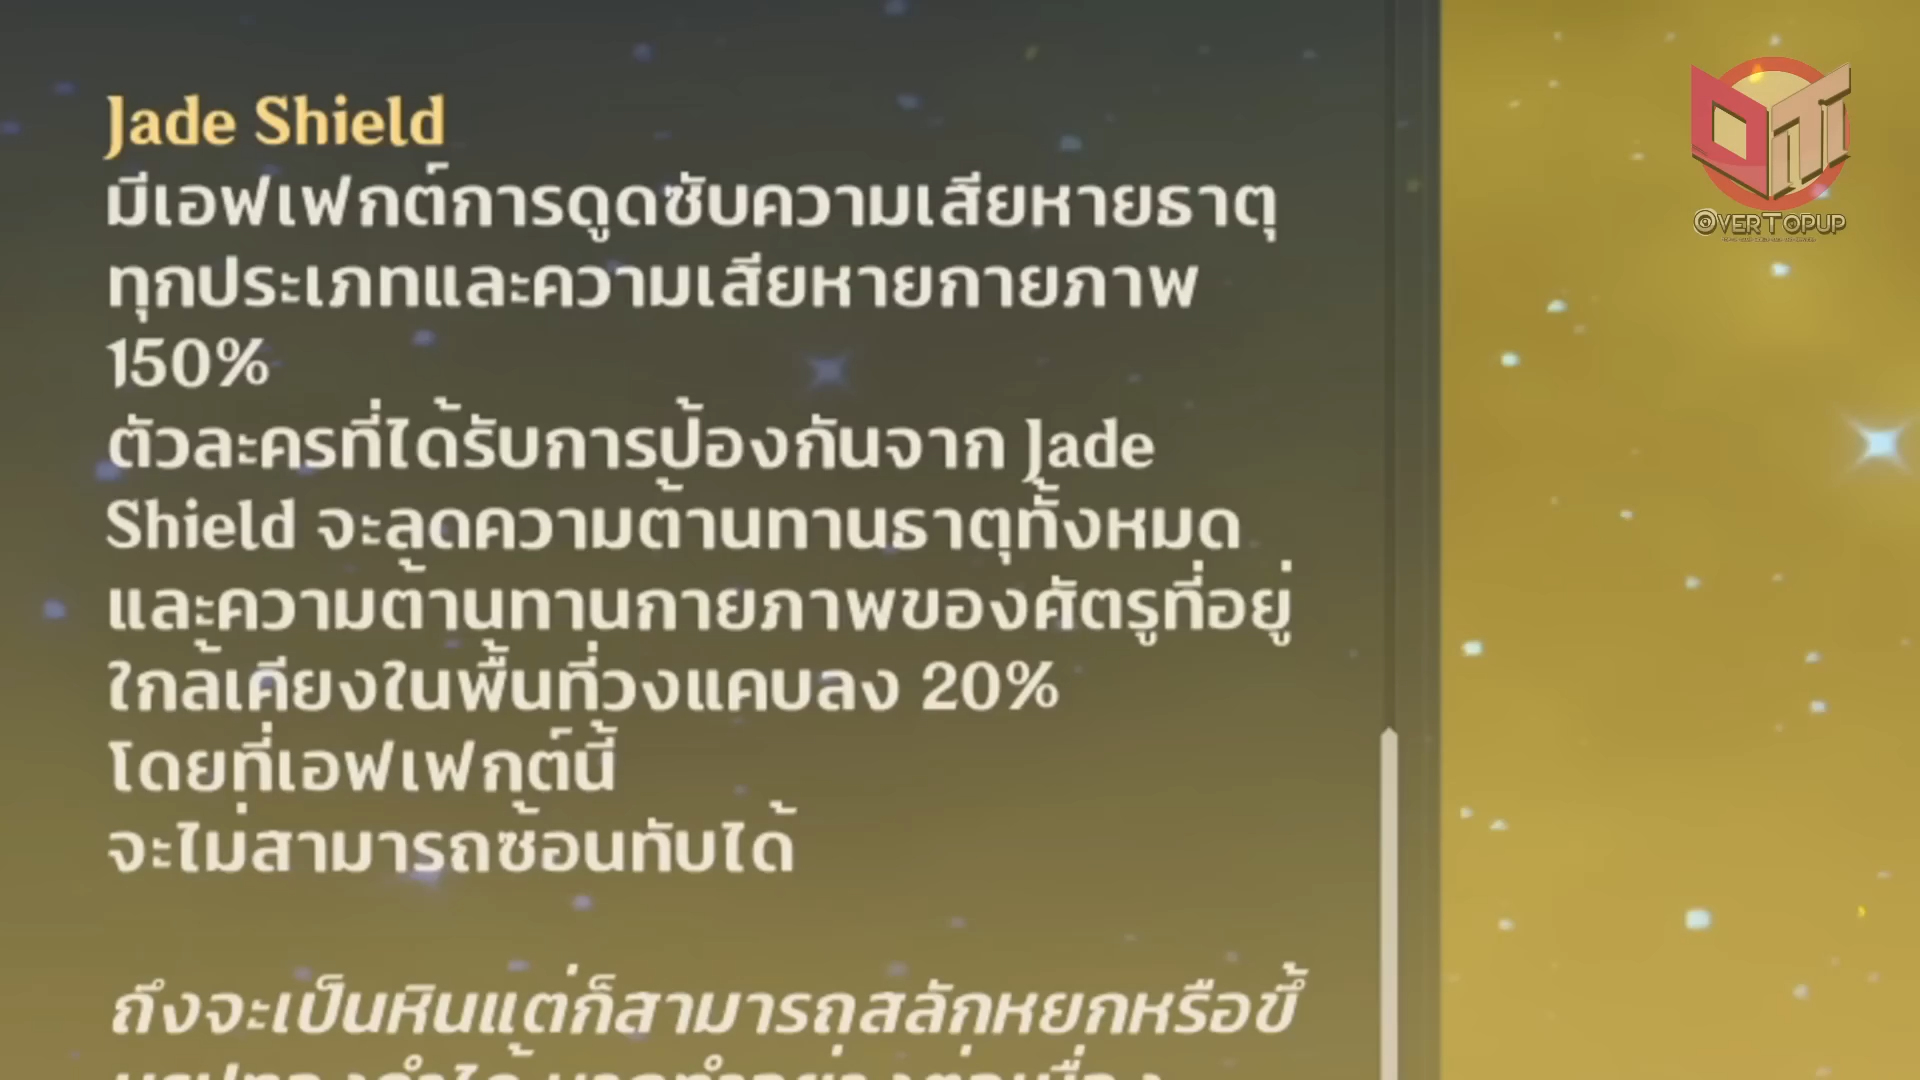 Jade Shield
มีเอฟเฟกต์การดูดซับความเสียหายธาตุ
ทุกประเภทและความเสียหายกายภาพ
150%
ตัวละครที่ได้รับการป้องกันจาก Jade
Shield จะลดความต้านทานธาตุทั้งหมด
และความต้านทานกายภาพของศัตรูที่อยู่
ใกล้เคียงในพื้นที่วงแคบลง 20%
โดยที่เอฟเฟกต์นี้
จะไม่สามารถซ้อนทับได้
ถึงจะเป็นหินแต่ก็สามารถสลักหยกหรือขึ้
OVERTOPUP